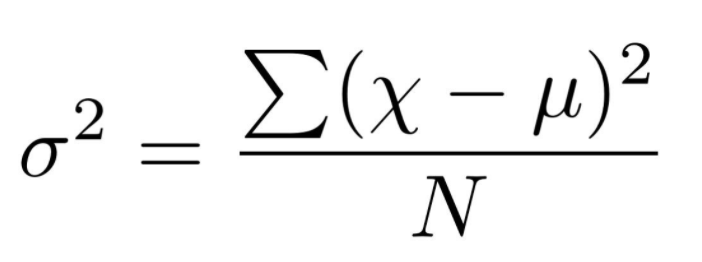 σ² = ∑(χ − μ)² / N